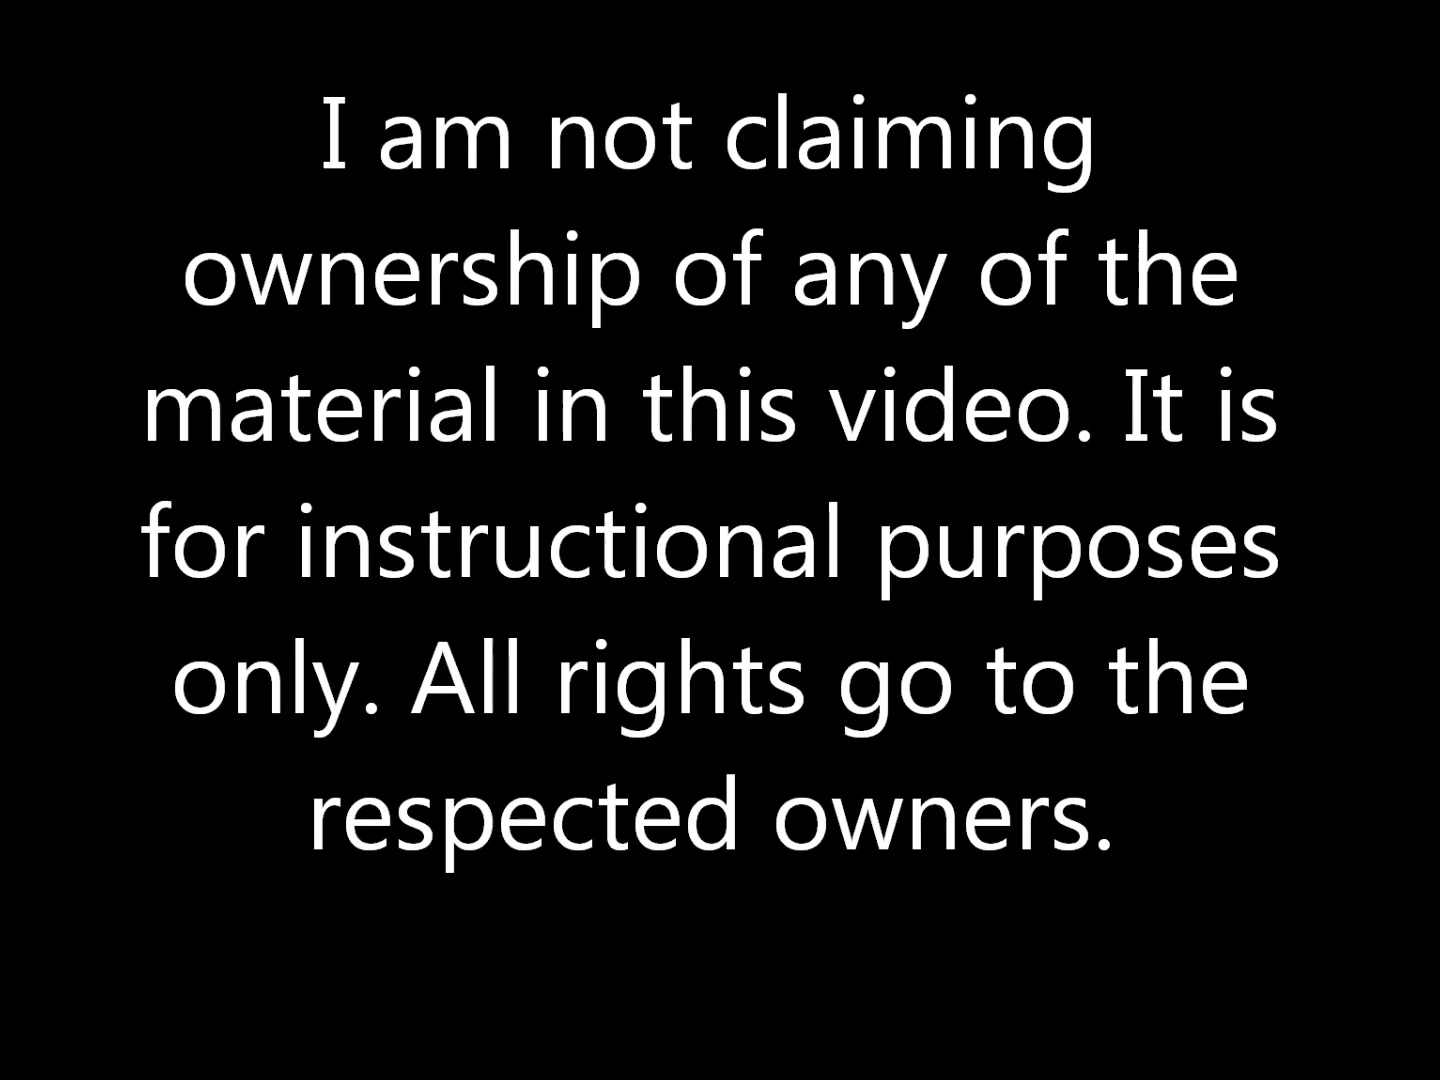 I am not claiming
ownership of any of the
material in this video. It is
for instructional purposes
only. All rights go to the
respected owners.